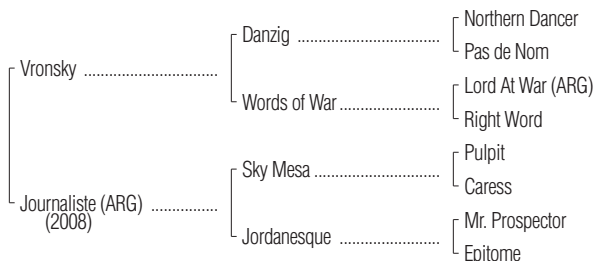 Northern Dancer
Danzig ........................................
Pas de Nom
Vronsky .....................................
Lord At War (ARG)
Words of War ............................
Right Word
Pulpit
Sky Mesa ...................................
Caress
Journaliste (ARG) ..................
(2008)
Mr. Prospector
Jordanesque ............................
Epitome